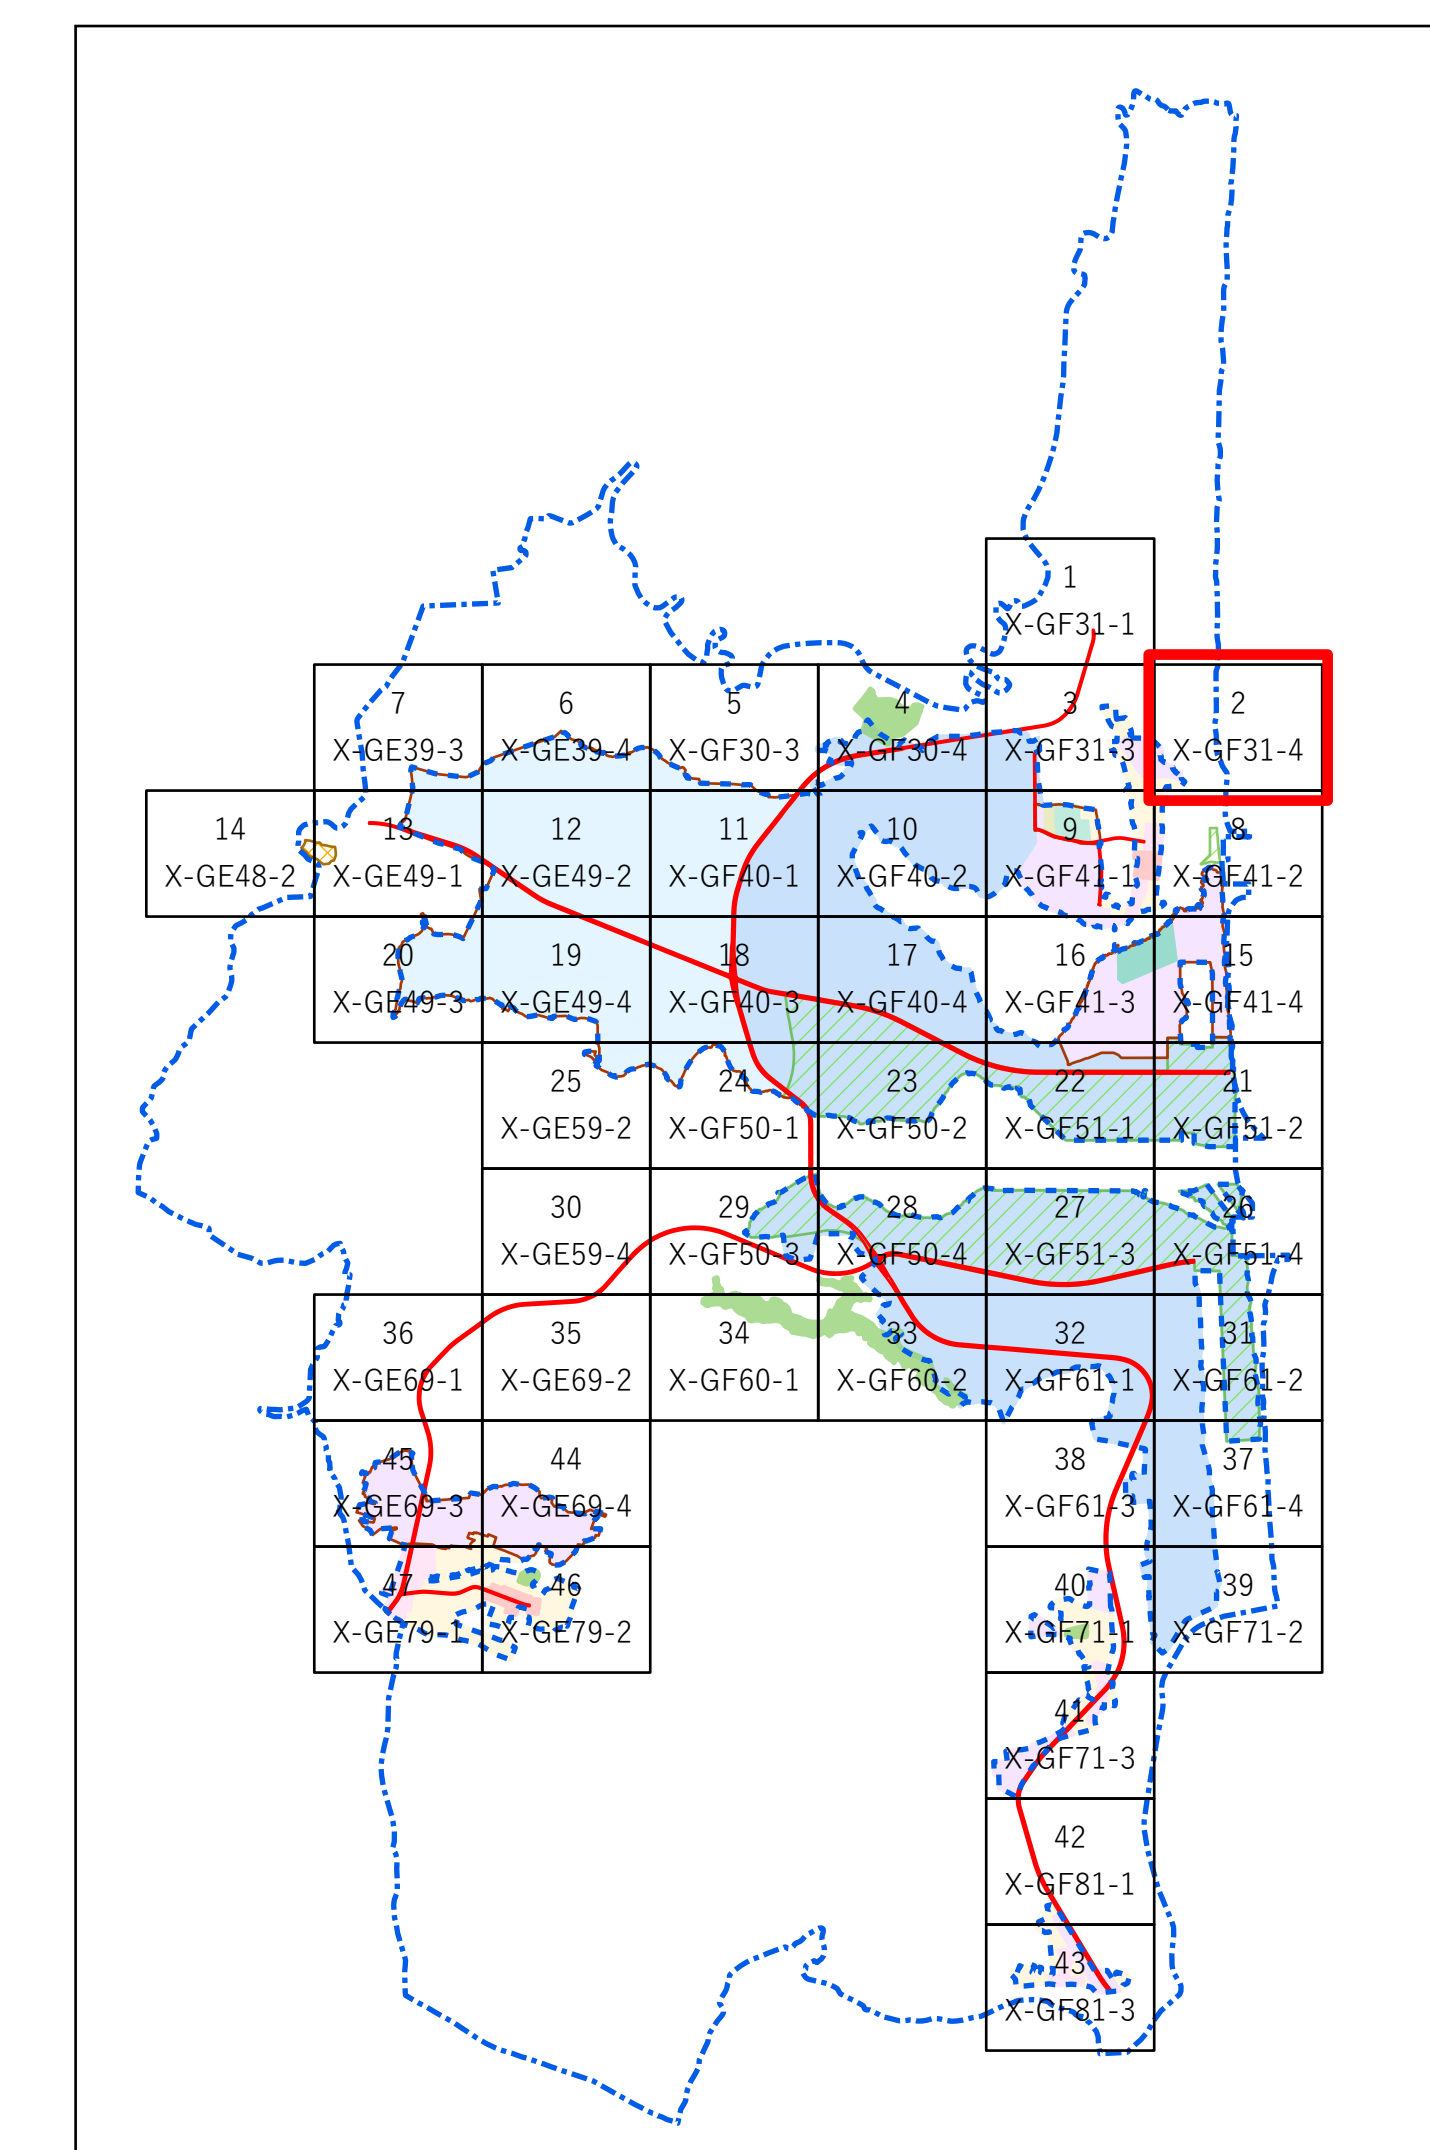 1
X-GF31-1
7 6 5 4 3 2
X-GE39-3 X-GE39-4 X-GF30-3 X-GF30-4 X-GF31-3 X-GF31-4
14 13 12 11 10 9 8
X-GE48-2 X-GE49-1 X-GE49-2 X-GF40-1 X-GF40-2 X-GF41-1 X-GF41-2
20 19 18 17 16 15
X-GE49-3 X-GE49-4 X-GF40-3 X-GF40-4 X-GF41-3 X-GF41-4
25 24 23 22 21
X-GE59-2 X-GF50-1 X-GF50-2 X-GF51-1 X-GF51-2
30 29 28 27 26
X-GE59-4 X-GF50-3 X-GF50-4 X-GF51-3 X-GF51-4
36 35 34 33 32 31
X-GE69-1 X-GE69-2 X-GF60-1 X-GF60-2 X-GF61-1 X-GF61-2
45 44 38 37
X-GE69-3 X-GE69-4 X-GF61-3 X-GF61-4
47 46 40 39
X-GE79-1 X-GE79-2 X-GF71-1 X-GF71-2
41
X-GF71-3
42
X-GF81-1
43
X-GF81-3